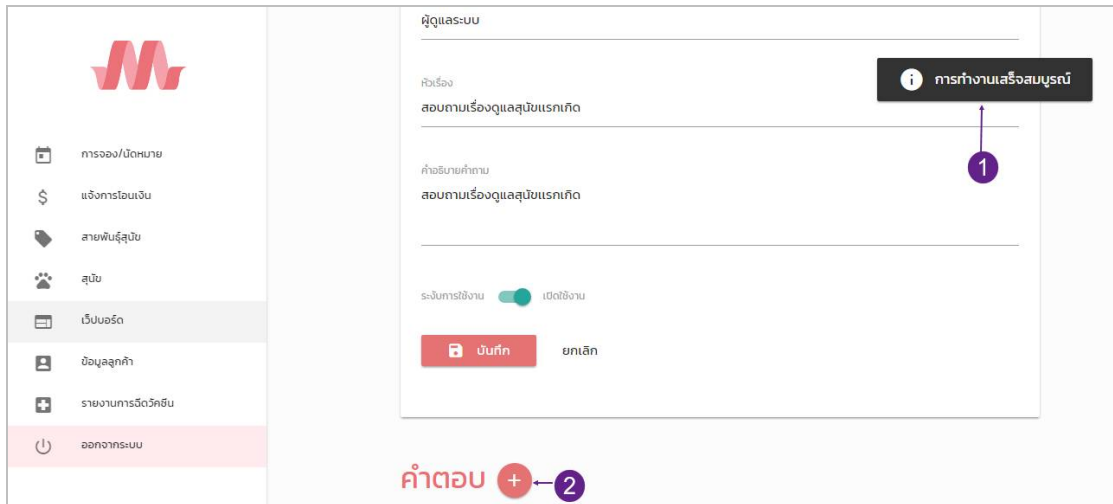 ผู้ดูแลระบบ
หัวเรื่อง
สอบถามเรื่องดูแลสุนัขแรกเกิด
การทำงานเสร็จสมบูรณ์
1
คำอธิบายคำถาม
สอบถามเรื่องดูแลสุนัขแรกเกิด
การจอง/นัดหมาย
แจ้งการโอนเงิน
สายพันธุ์สุนัข
สุนัข
เว็ปบอร์ด
ข้อมูลลูกค้า
รายงานการฉีดวัคซีน
ออกจากระบบ
ระงับการใช้งาน เปิดใช้งาน
บันทึก ยกเลิก
คำตอบ + 2